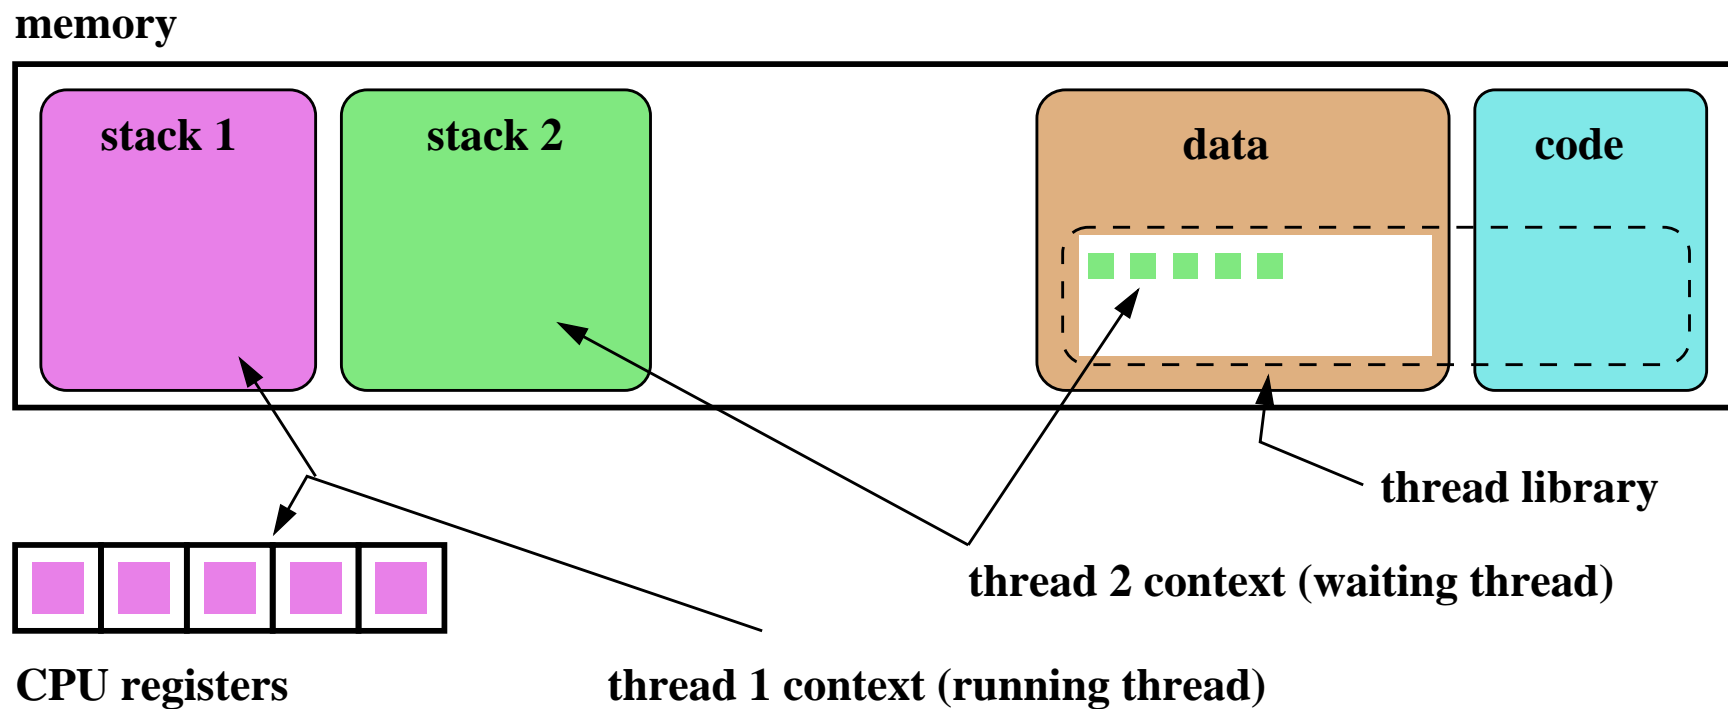 memory
stack 1
stack 2
data
code
thread library
thread 2 context (waiting thread)
CPU registers
thread 1 context (running thread)